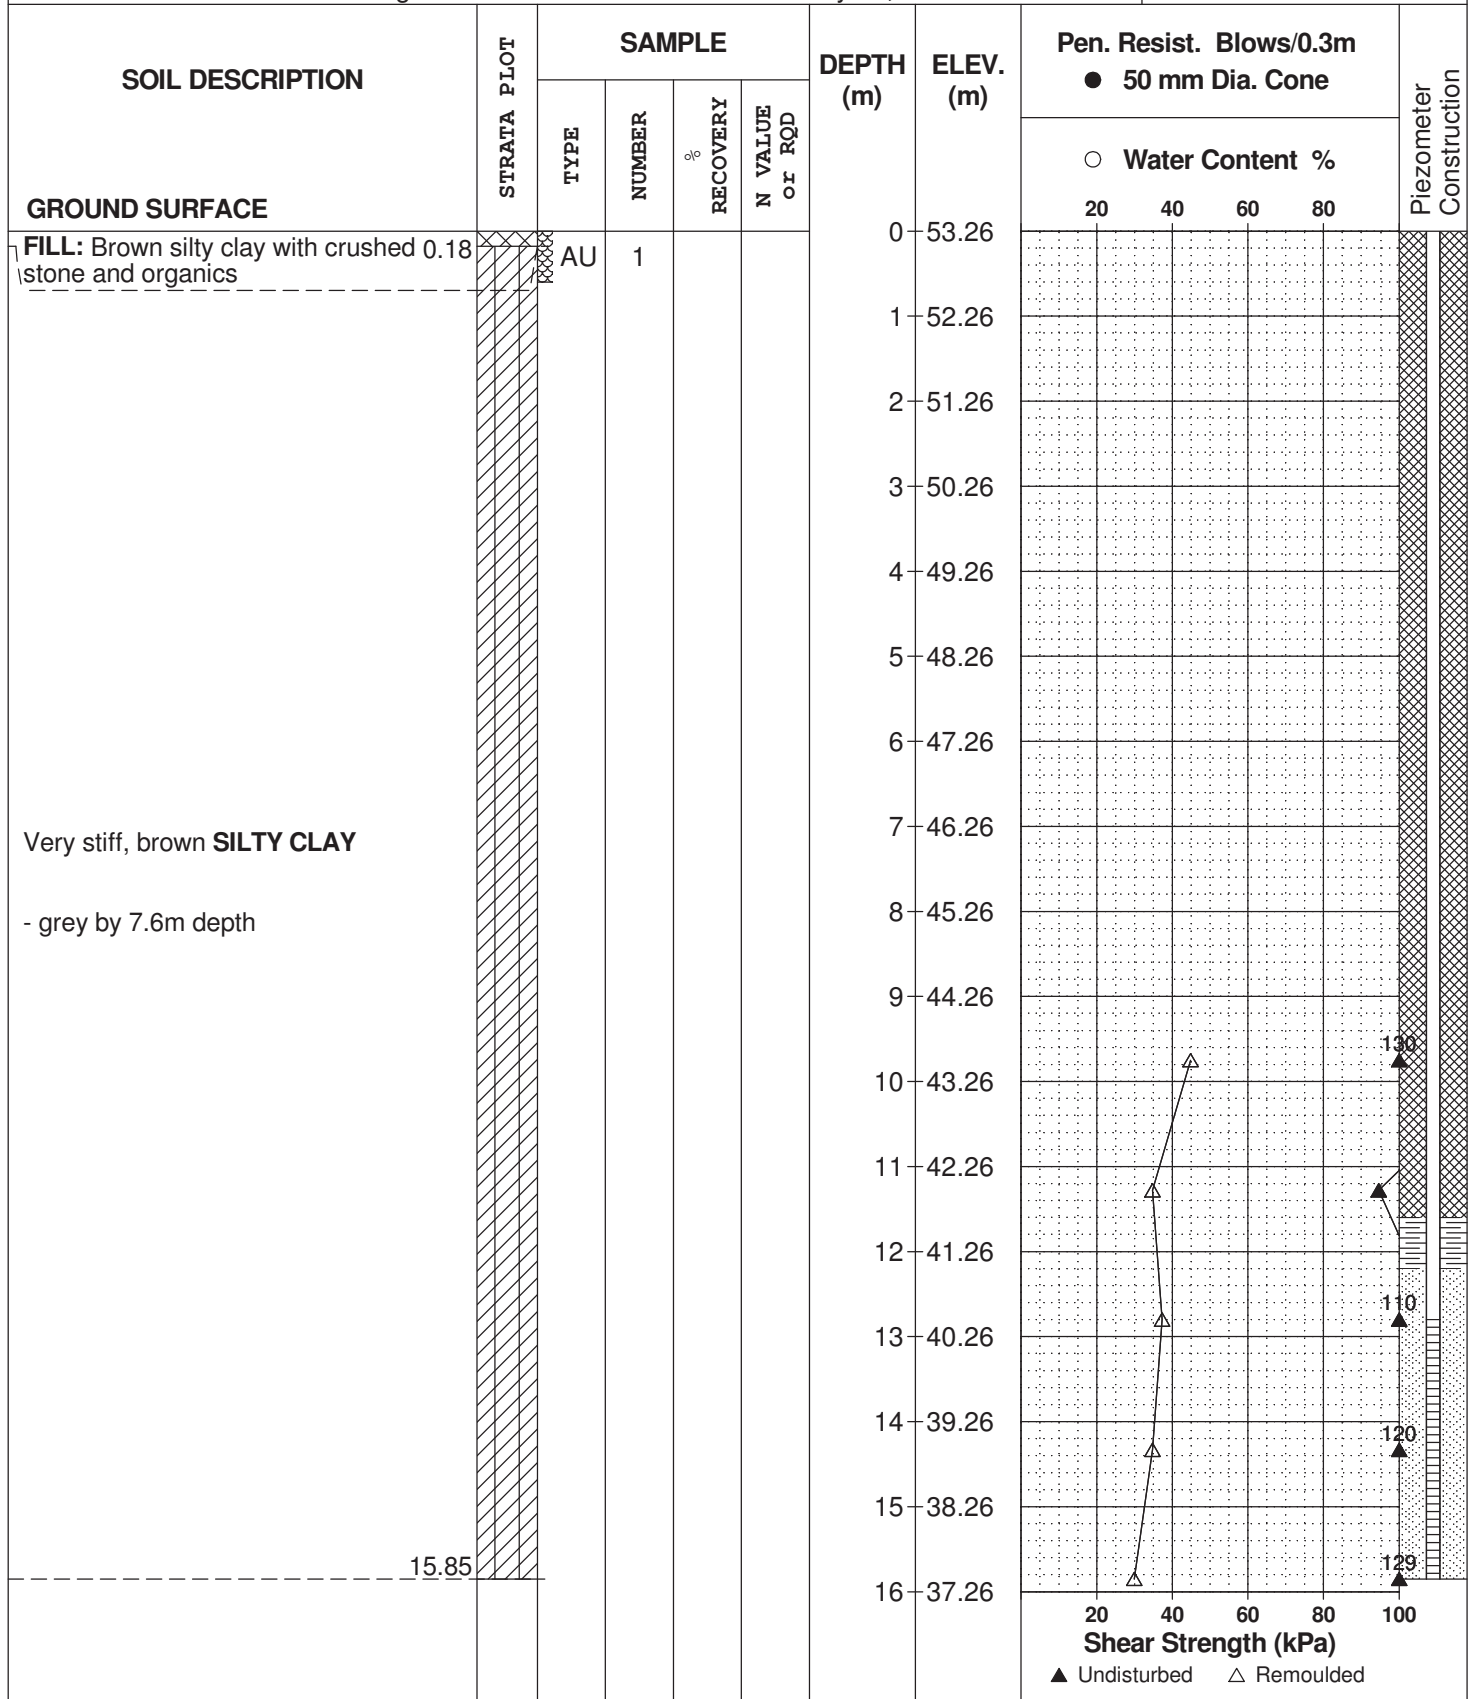 SOIL DESCRIPTION
GROUND SURFACE
STRATA PLOT
SAMPLE
TYPE
NUMBER
%
RECOVERY
N VALUE
or RQD
DEPTH
(m)
ELEV.
(m)
Pen. Resist. Blows/0.3m
● 50 mm Dia. Cone
○ Water Content %
20 40 60 80
Piezometer
Construction
FILL: Brown silty clay with crushed 0.18
stone and organics
AU 1
0 53.26
1 52.26
2 51.26
3 50.26
4 49.26
5 48.26
6 47.26
7 46.26
Very stiff, brown SILTY CLAY
8 45.26
- grey by 7.6m depth
9 44.26
130
10 43.26
11 42.26
12 41.26
110
13 40.26
14 39.26
120
15 38.26
15.85
129
16 37.26
20 40 60 80 100
Shear Strength (kPa)
▲ Undisturbed △ Remoulded